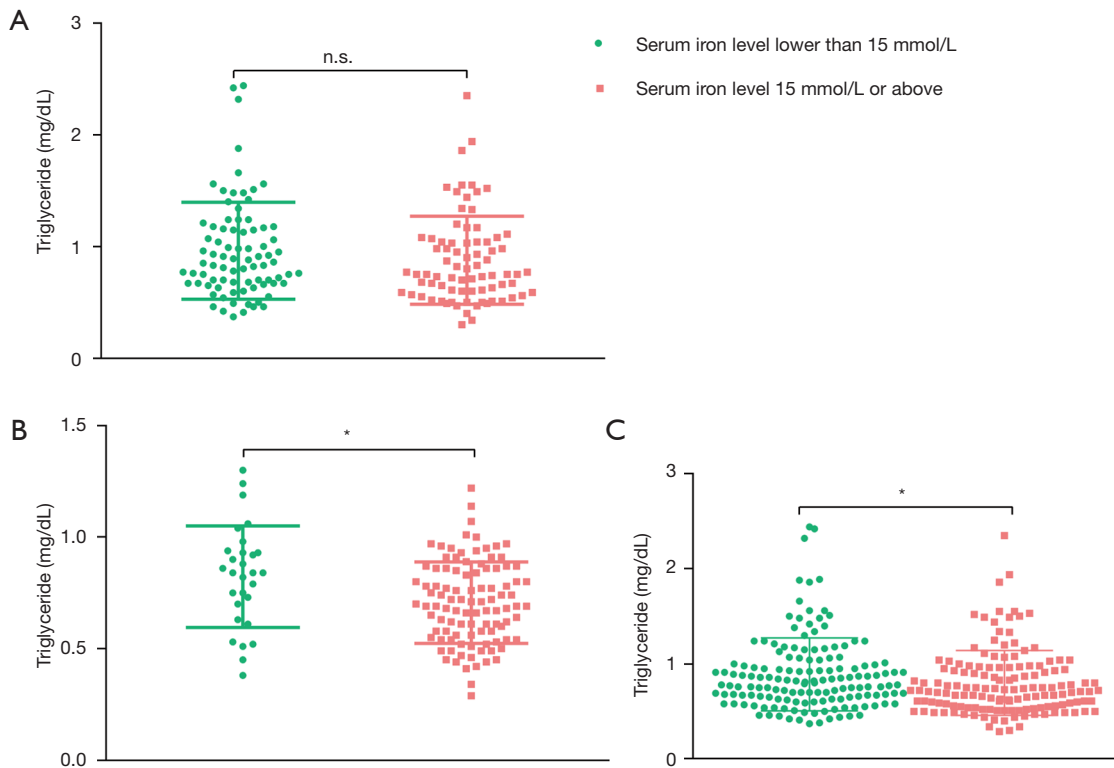 A
3
2
1
0
Triglyceride (mg/dL)
n.s.
Serum iron level lower than 15 mmol/L
Serum iron level 15 mmol/L or above
B
1.5
1.0
0.5
0.0
Triglyceride (mg/dL)
*
C
3
2
1
0
Triglyceride (mg/dL)
*